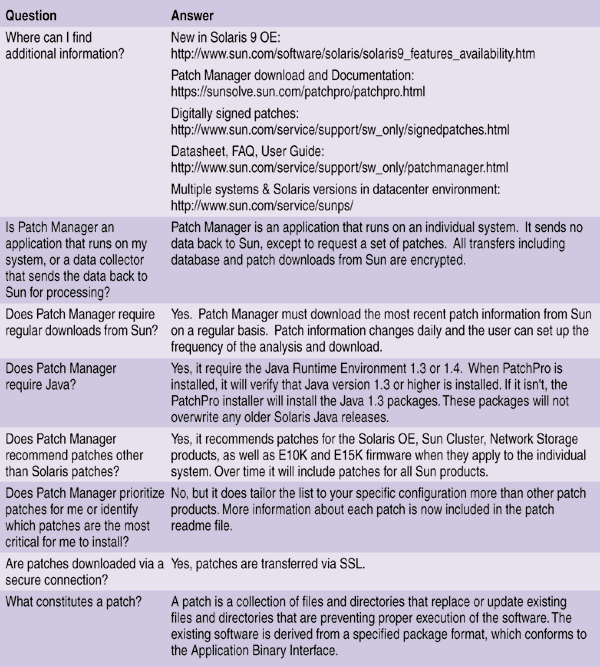 Question Answer
Where can I find New in Solaris 9 OE:
additional information? http://www.sun.com/software/solaris/solaris9_features_availability.htm
Patch Manager download and Documentation:
https://sunsolve.sun.com/patchpro/patchpro.html
Digitally signed patches:
http://www.sun.com/service/support/sw_only/signedpatches.html
Datasheet, FAQ, User Guide:
http://www.sun.com/service/support/sw_only/patchmanager.html
Multiple systems & Solaris versions in datacenter environment:
http://www.sun.com/service/sunps/
Is Patch Manager an Patch Manager is an application that runs on an individual system. It sends no
application that runs on my data back to Sun, except to request a set of patches. All transfers including
system, or a data collector database and patch downloads from Sun are encrypted.
that sends the data back to
Sun for processing?
Does Patch Manager require Yes. Patch Manager must download the most recent patch information from Sun
regular downloads from Sun? on a regular basis. Patch information changes daily and the user can set up the
frequency of the analysis and download.
Does Patch Manager Yes, it require the Java Runtime Environment 1.3 or 1.4. When PatchPro is
require Java? installed, it will verify that Java version 1.3 or higher is installed. If it isn't, the
PatchPro installer will install the Java 1.3 packages. These packages will not
overwrite any older Solaris Java releases.
Does Patch Manager Yes, it recommends patches for the Solaris OE, Sun Cluster, Network Storage
recommend patches other products, as well as E10K and E15K firmware when they apply to the individual
than Solaris patches? system. Over time it will include patches for all Sun products.
Does Patch Manager prioritize No, but it does tailor the list to your specific configuration more than other patch
patches for me or identify products. More information about each patch is now included in the patch
which patches are the most readme file.
critical for me to install?
Are patches downloaded via a Yes, patches are transferred via SSL.
secure connection?
What constitutes a patch? A patch is a collection of files and directories that replace or update existing
files and directories that are preventing proper execution of the software. The
existing software is derived from a specified package format, which conforms to
the Application Binary Interface.